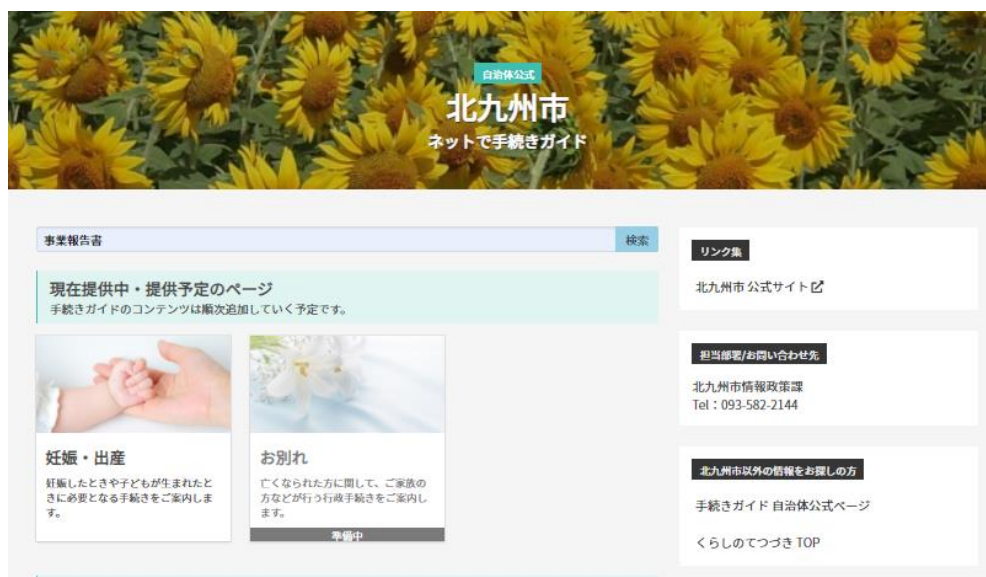 自治体公式
北九州市
ネットで手続きガイド
事業報告書
検索
現在提供中・提供予定のページ
手続きガイドのコンテンツは順次追加していく予定です。
妊娠・出産
妊娠したときや子どもが生まれたと
きに必要となる手続きをご案内しま
す。
お別れ
亡くなられた方に関して、ご家族の
方などが行う行政手続きをご案内し
ます。
準備中
リンク集
北九州市 公式サイト
担当部署/お問い合わせ先
北九州市情報政策課
Tel：093-582-2144
北九州市以外の情報をお探しの方
手続きガイド 自治体公式ページ
くらしのてつづき TOP